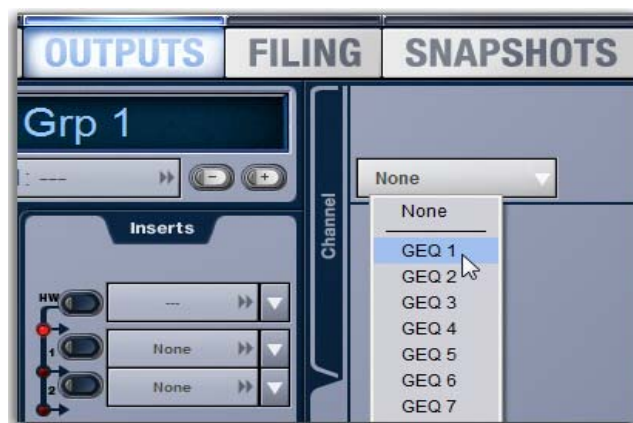 OUTPUTS FILING SNAPSHOTS
Grp 1
: ---
None
Channel
Inserts
None
GEQ 1
GEQ 2
GEQ 3
GEQ 4
GEQ 5
GEQ 6
GEQ 7
HW ---
1 None
2 None